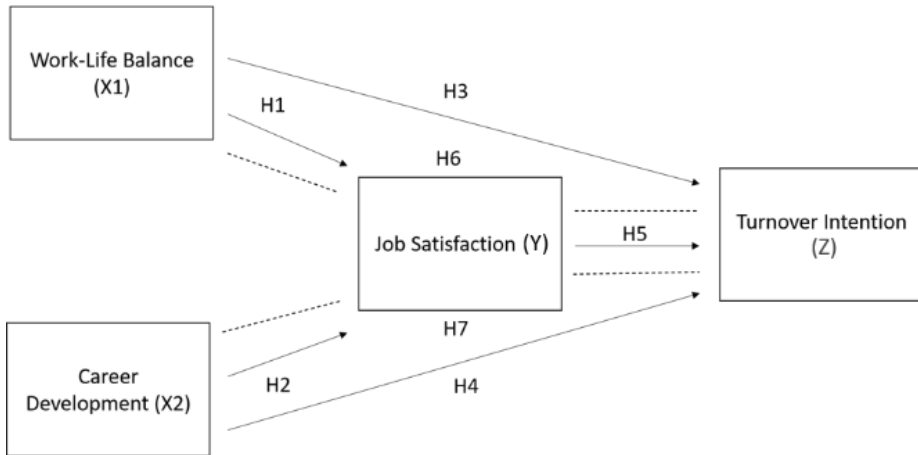 Work-Life Balance
(X1)
H1
H3
H6
Job Satisfaction (Y)
H5
Turnover Intention
(Z)
H7
Career
Development (X2)
H2
H4